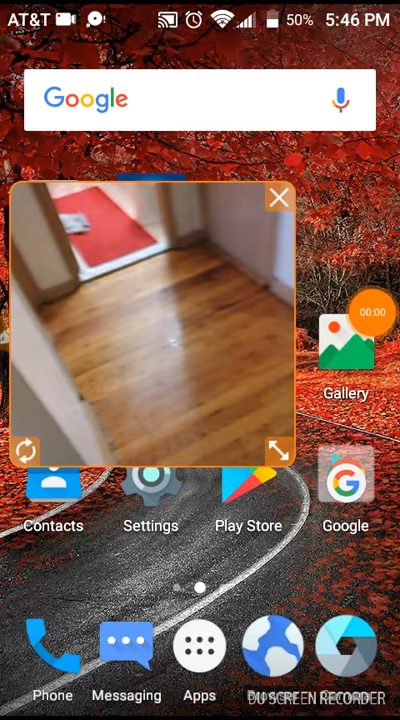 AT&T 50% 5:46 PM
Google
00:00
Gallery
Contacts Settings Play Store Google
Phone Messaging Apps
DU SCREEN RECORDER